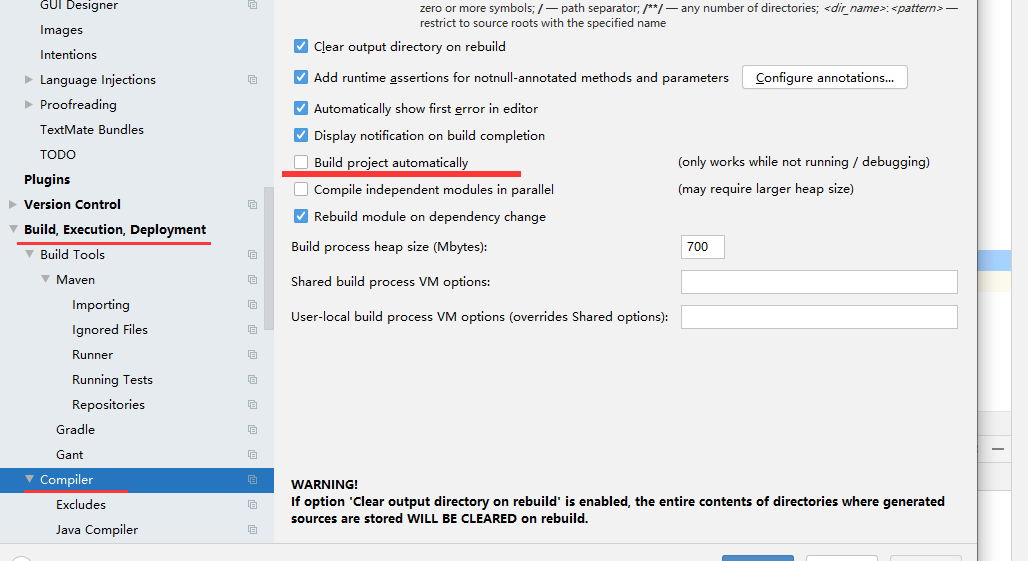 GUI Designer
Images
Intentions
Language Injections
Proofreading
TextMate Bundles
TODO
Plugins
Version Control
Build, Execution, Deployment
Build Tools
Maven
Importing
Ignored Files
Runner
Running Tests
Repositories
Gradle
Gant
Compiler
Excludes
Java Compiler
zero or more symbols; / — path separator; /**/ — any number of directories; <dir_name>:<pattern> —
restrict to source roots with the specified name
Clear output directory on rebuild
Add runtime assertions for notnull-annotated methods and parameters Configure annotations...
Automatically show first error in editor
Display notification on build completion
Build project automatically (only works while not running / debugging)
Compile independent modules in parallel (may require larger heap size)
Rebuild module on dependency change
Build process heap size (Mbytes): 700
Shared build process VM options:
User-local build process VM options (overrides Shared options):
WARNING!
If option 'Clear output directory on rebuild' is enabled, the entire contents of directories where generated
sources are stored WILL BE CLEARED on rebuild.